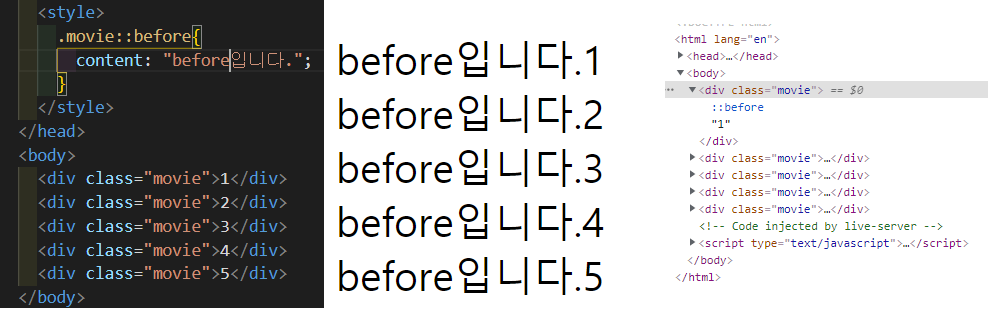 <style>
.movie::before{
content: "before입니다.";
}
</style>
</head>
<body>
<div class="movie">1</div>
<div class="movie">2</div>
<div class="movie">3</div>
<div class="movie">4</div>
<div class="movie">5</div>
</body>
before입니다.1
before입니다.2
before입니다.3
before입니다.4
before입니다.5
<!DOCTYPE html>
<html lang="en">
▶<head>…</head>
▼<body>
…▼<div class="movie"> == $0
::before
"1"
</div>
▶<div class="movie">…</div>
▶<div class="movie">…</div>
▶<div class="movie">…</div>
▶<div class="movie">…</div>
<!-- Code injected by live-server -->
▶<script type="text/javascript">…</script>
</body>
</html>